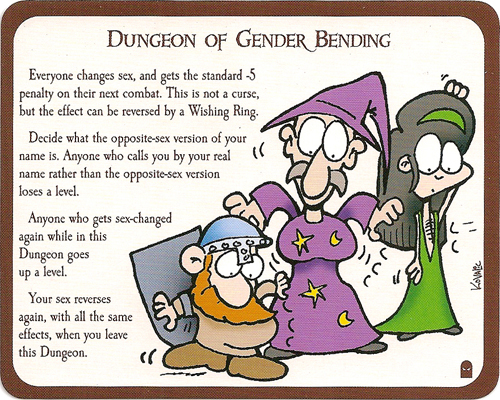 DUNGEON OF GENDER BENDING
Everyone changes sex, and gets the standard -5
penalty on their next combat. This is not a curse,
but the effect can be reversed by a Wishing Ring.
Decide what the opposite-sex version of your
name is. Anyone who calls you by your real
name rather than the opposite-sex version
loses a level.
Anyone who gets sex-changed
again while in this
Dungeon goes
up a level.
Your sex reverses
again, with all the same
effects, when you leave
this Dungeon.
KOVALIC